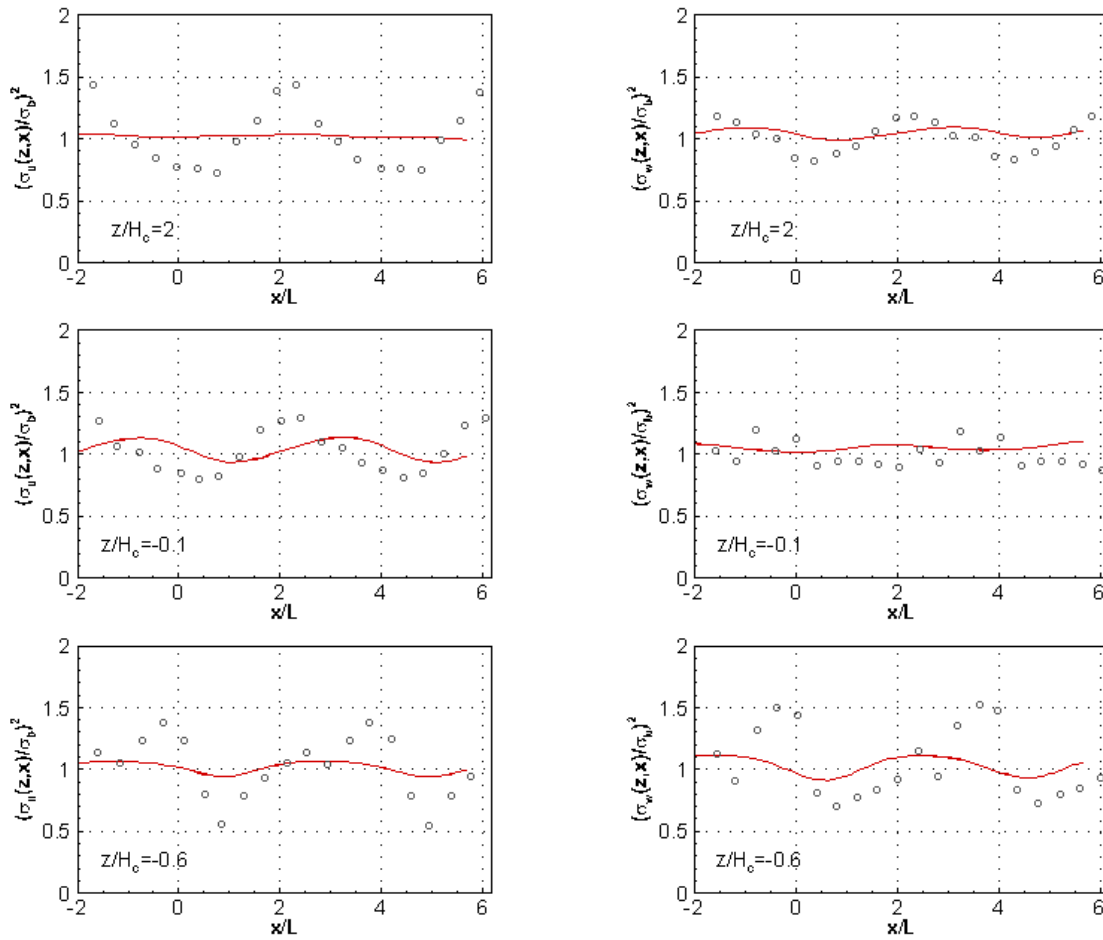 2
1.5
1
0.5
0
(σu(z,x)/σb)²
z/Hc=2
-2 0 2 4 6
x/L
2
1.5
1
0.5
0
(σw(z,x)/σb)²
z/Hc=2
-2 0 2 4 6
x/L
2
1.5
1
0.5
0
(σu(z,x)/σb)²
z/Hc=-0.1
-2 0 2 4 6
x/L
2
1.5
1
0.5
0
(σw(z,x)/σb)²
z/Hc=-0.1
-2 0 2 4 6
x/L
2
1.5
1
0.5
0
(σu(z,x)/σb)²
z/Hc=-0.6
-2 0 2 4 6
x/L
2
1.5
1
0.5
0
(σw(z,x)/σb)²
z/Hc=-0.6
-2 0 2 4 6
x/L